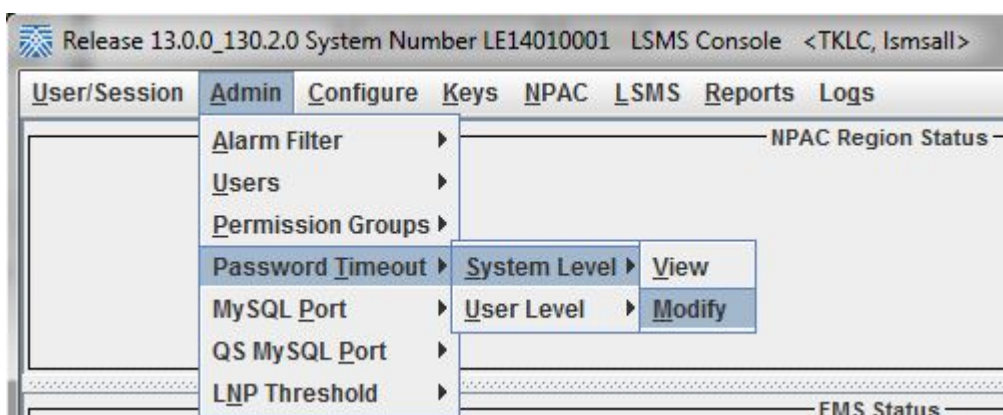 Release 13.0.0_130.2.0 System Number LE14010001 LSMS Console <TKLC, lsmsall>
User/Session Admin Configure Keys NPAC LSMS Reports Logs
NPAC Region Status
Alarm Filter
Users
Permission Groups
Password Timeout System Level View
MySQL Port User Level Modify
QS MySQL Port
LNP Threshold
EMS Status